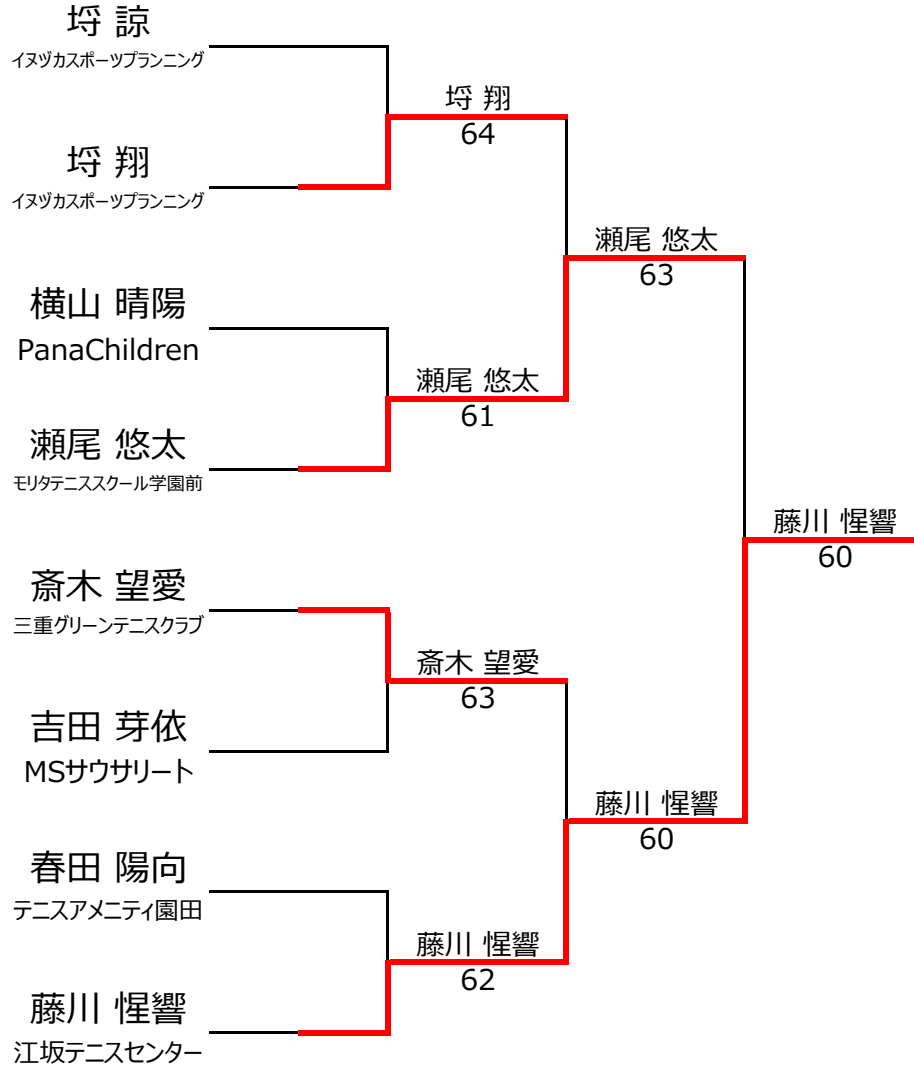 埒 諒
イヌヅカスポーツプランニング
埒 翔
イヌヅカスポーツプランニング
横山 晴陽
PanaChildren
瀬尾 悠太
モリタテニススクール学園前
斎木 望愛
三重グリーンテニスクラブ
吉田 芽依
MSサウサリート
春田 陽向
テニスアメニティ園田
藤川 惺響
江坂テニスセンター
埒 翔
64
瀬尾 悠太
61
斎木 望愛
63
藤川 惺響
62
瀬尾 悠太
63
藤川 惺響
60
藤川 惺響
60